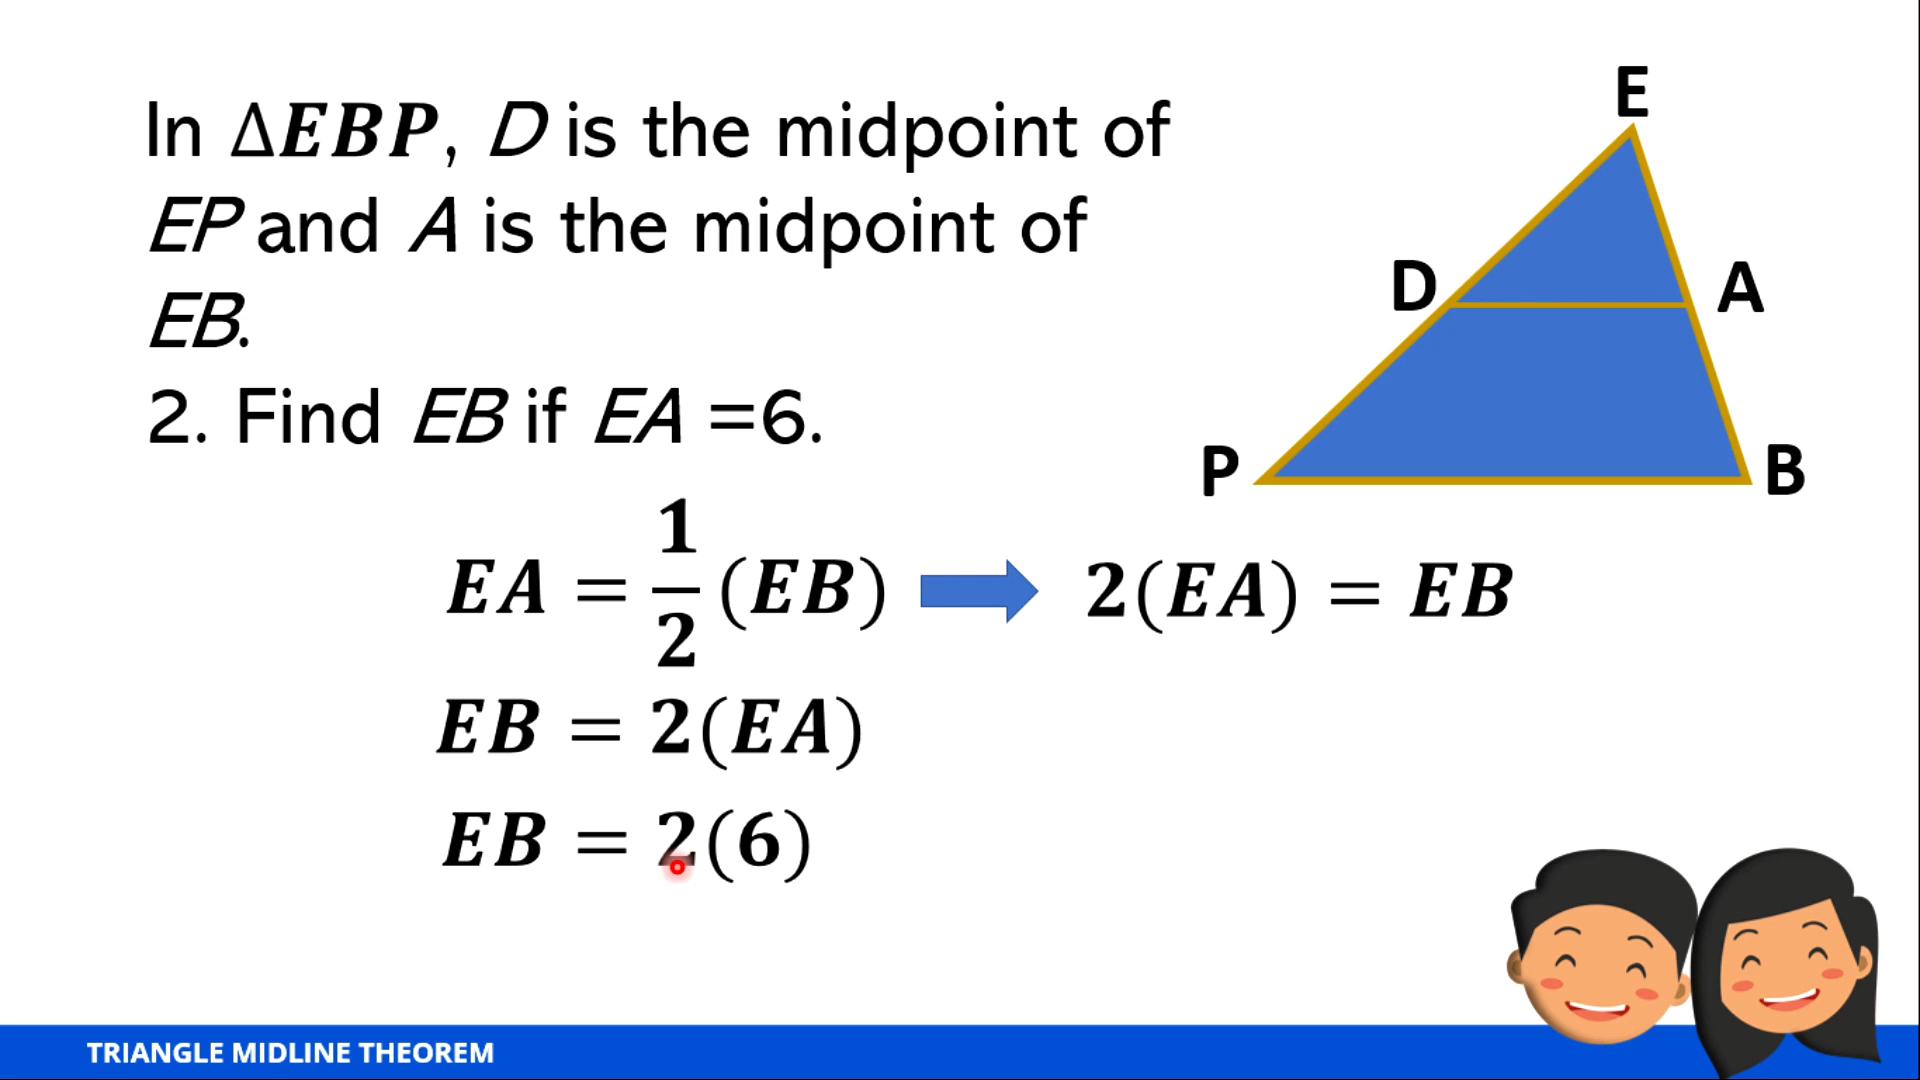 In ΔEBP, D is the midpoint of
EP and A is the midpoint of
EB.
2. Find EB if EA =6.
E
D
A
P
B
EA = 1/2 (EB)
2(EA) = EB
EB = 2(EA)
EB = 2(6)
TRIANGLE MIDLINE THEOREM